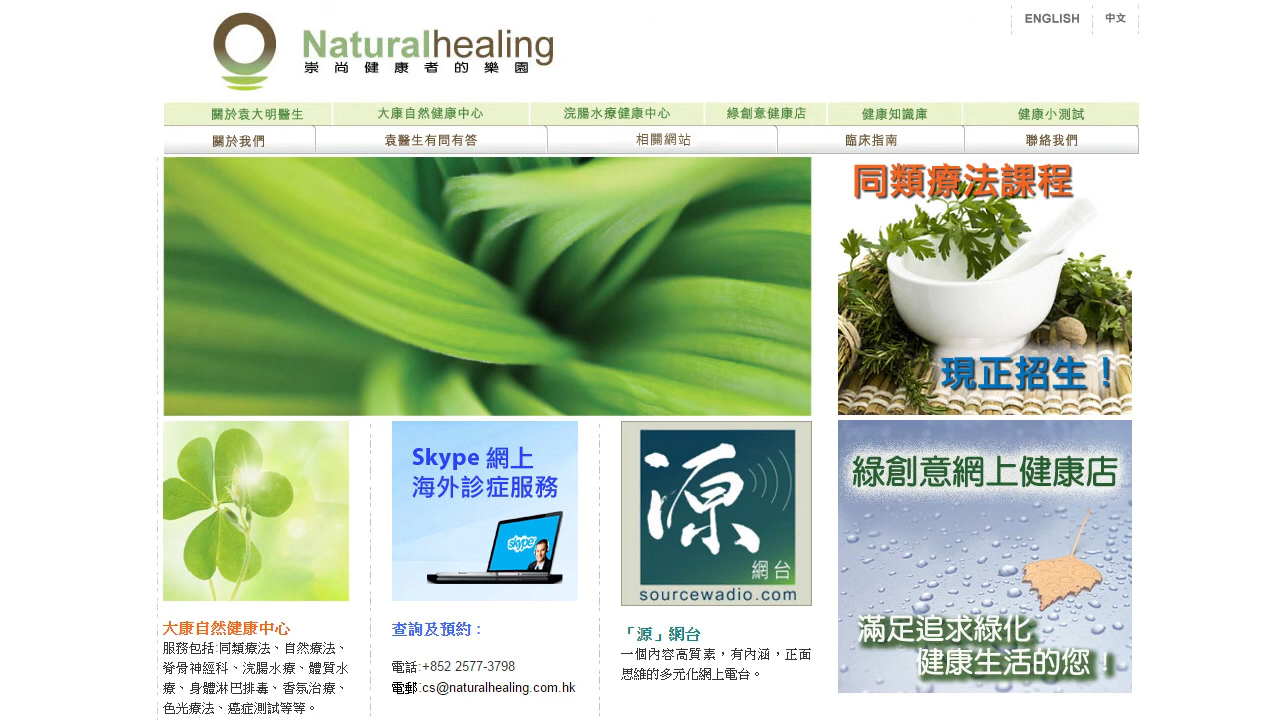 ENGLISH 中文
Naturalhealing
崇尚健康者的樂園
關於袁大明醫生 大康自然健康中心 浣腸水療健康中心 綠創意健康店 健康知識庫 健康小測試
關於我們 袁醫生有問有答 相關網站 臨床指南 聯絡我們
同類療法課程
現正招生！
Skype 網上
海外診症服務
skype
源
網台
sourcewadio.com
綠創意網上健康店
滿足追求綠化
健康生活的您！
大康自然健康中心
服務包括:同類療法、自然療法、
脊骨神經科、浣腸水療、體質水
療、身體淋巴排毒、香氛治療、
色光療法、癌症測試等等。
查詢及預約：
電話:+852 2577-3798
電郵:cs@naturalhealing.com.hk
「源」網台
一個內容高質素，有內涵，正面
思維的多元化網上電台。